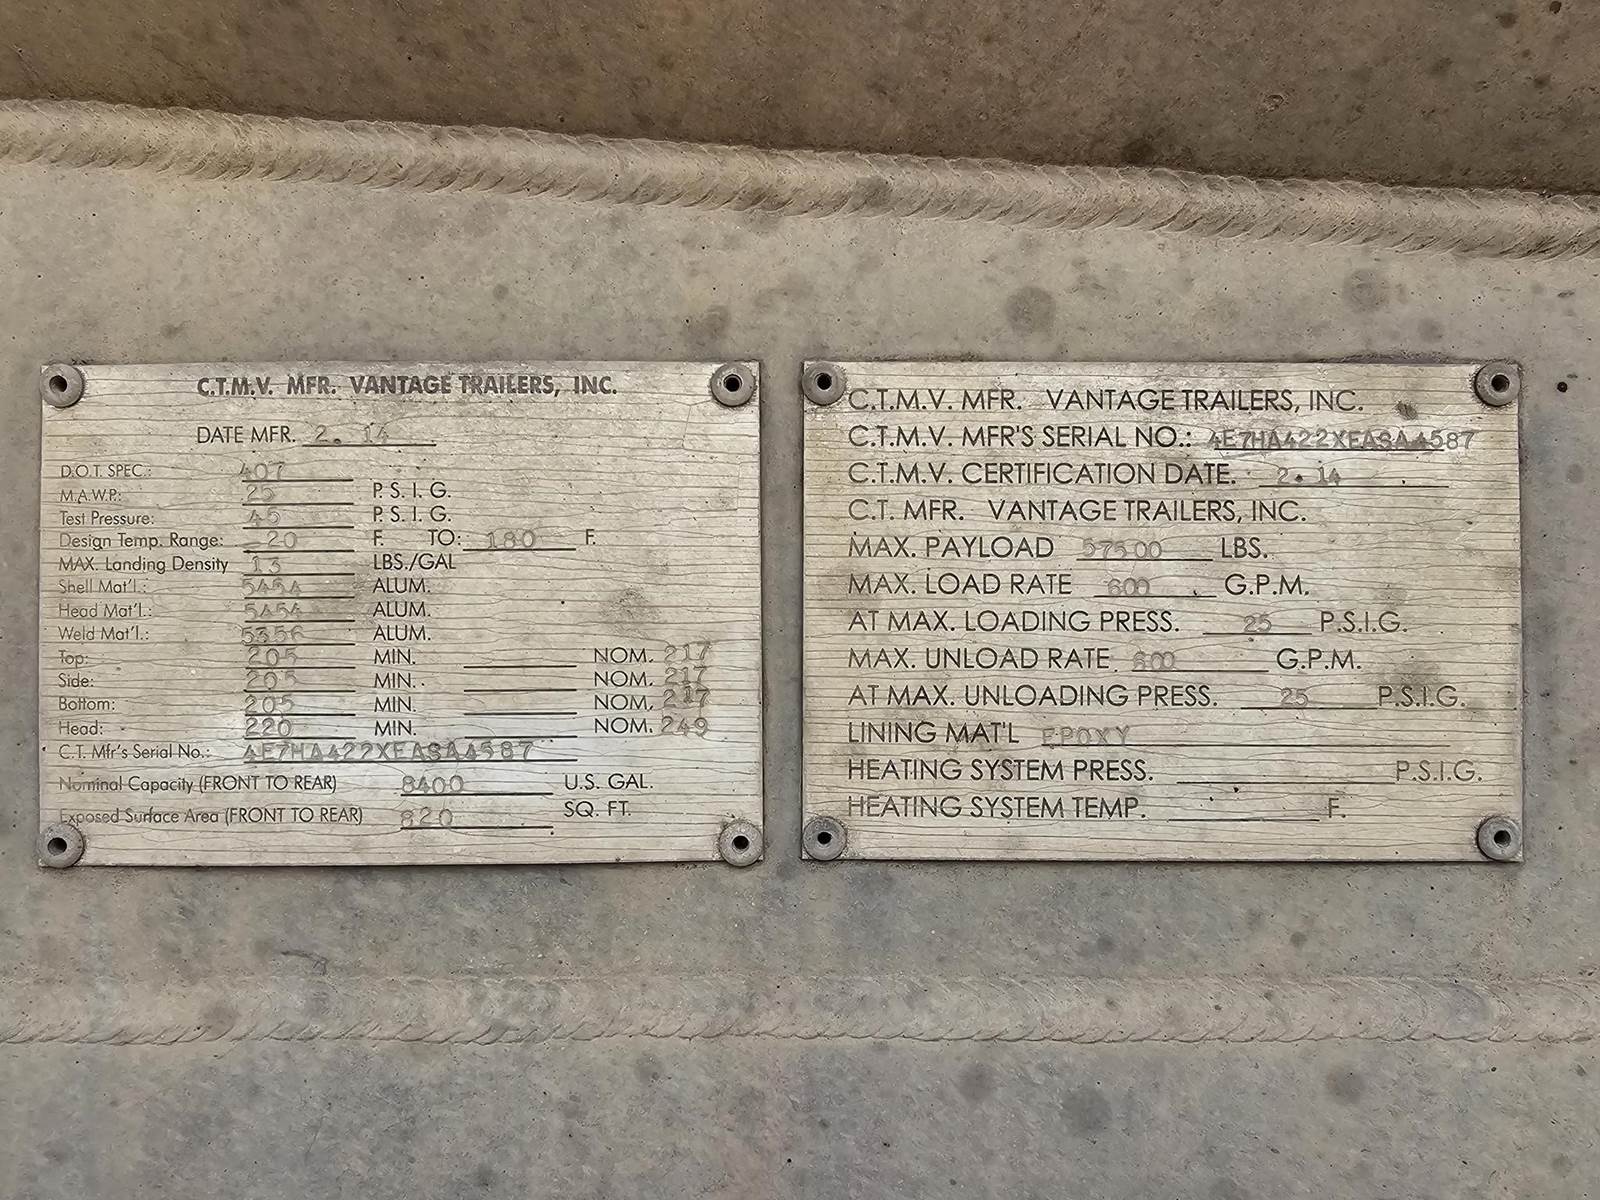 C.T.M.V. MFR. VANTAGE TRAILERS, INC.
DATE MFR. 2. 14
D.O.T. SPEC.: 407
M.A.W.P.: 25 P. S. I. G.
Test Pressure: 45 P. S. I. G.
Design Temp. Range: -20 F. TO: 180 F.
MAX. Landing Density 13 LBS./GAL
Shell Mat'l.: 5454 ALUM.
Head Mat'l.: 5454 ALUM.
Weld Mat'l.: 5356 ALUM.
Top: 205 MIN. NOM. 217
Side: 205 MIN. NOM. 217
Bottom: 205 MIN. NOM. 217
Head: 220 MIN. NOM. 249
C.T. Mfr's Serial No.: 4E7HA422XEASA4587
Nominal Capacity (FRONT TO REAR) 8400 U.S. GAL.
Exposed Surface Area (FRONT TO REAR) 820 SQ. FT.
C.T.M.V. MFR. VANTAGE TRAILERS, INC.
C.T.M.V. MFR'S SERIAL NO.: 4E7HA422XEASA4587
C.T.M.V. CERTIFICATION DATE. 2. 14
C.T. MFR. VANTAGE TRAILERS, INC.
MAX. PAYLOAD 57500 LBS.
MAX. LOAD RATE 600 G.P.M.
AT MAX. LOADING PRESS. 25 P.S.I.G.
MAX. UNLOAD RATE 600 G.P.M.
AT MAX. UNLOADING PRESS. 25 P.S.I.G.
LINING MAT'L EPOXY
HEATING SYSTEM PRESS. P.S.I.G.
HEATING SYSTEM TEMP. F.